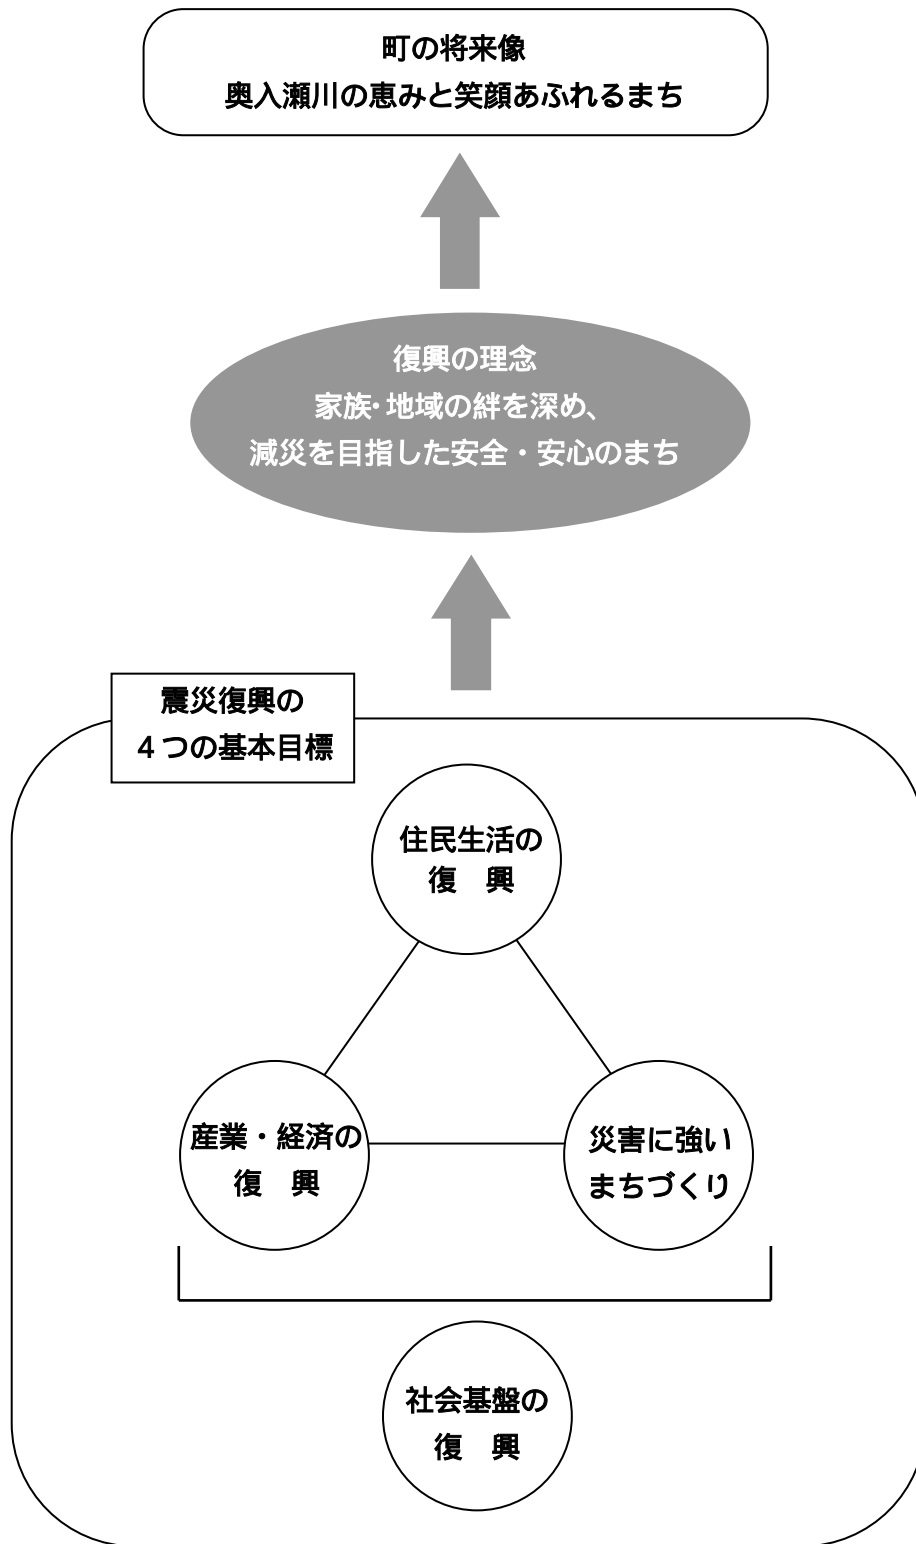 町の将来像
奥入瀬川の恵みと笑顔あふれるまち
復興の理念
家族・地域の絆を深め、
減災を目指した安全・安心のまち
震災復興の
４つの基本目標
住民生活の
復　興
産業・経済の
復　興
災害に強い
まちづくり
社会基盤の
復　興